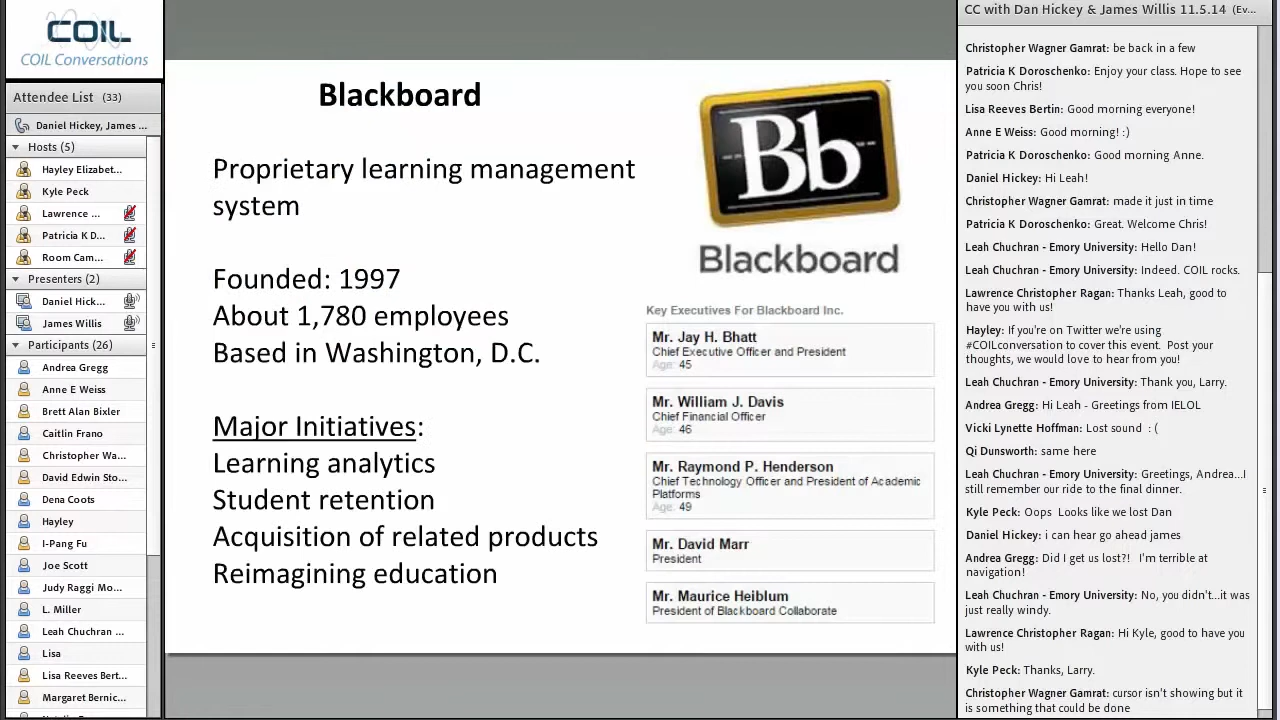 COIL
COIL Conversations
Attendee List (33)
Daniel Hickey, James ...
Hosts (5)
Hayley Elizabet...
Kyle Peck
Lawrence ...
Patricia K D...
Room Cam...
Presenters (2)
Daniel Hick...
James Willis
Participants (26)
Andrea Gregg
Anne E Weiss
Brett Alan Bixler
Caitlin Frano
Christopher Wa...
David Edwin Sto...
Dena Coots
Hayley
I-Pang Fu
Joe Scott
Judy Raggi Mo...
L. Miller
Leah Chuchran ...
Lisa
Lisa Reeves Bert...
Margaret Bernic...
Blackboard
Proprietary learning management
system
Founded: 1997
About 1,780 employees
Based in Washington, D.C.
Major Initiatives:
Learning analytics
Student retention
Acquisition of related products
Reimagining education
Bb
Blackboard
Key Executives For Blackboard Inc.
Mr. Jay H. Bhatt
Chief Executive Officer and President
Age: 45
Mr. William J. Davis
Chief Financial Officer
Age: 46
Mr. Raymond P. Henderson
Chief Technology Officer and President of Academic
Platforms
Age: 49
Mr. David Marr
President
Mr. Maurice Heiblum
President of Blackboard Collaborate
CC with Dan Hickey & James Willis 11.5.14 (Ev...
Christopher Wagner Gamrat: be back in a few
Patricia K Doroschenko: Enjoy your class. Hope to see
you soon Chris!
Lisa Reeves Bertin: Good morning everyone!
Anne E Weiss: Good morning! :)
Patricia K Doroschenko: Good morning Anne.
Daniel Hickey: Hi Leah!
Christopher Wagner Gamrat: made it just in time
Patricia K Doroschenko: Great. Welcome Chris!
Leah Chuchran - Emory University: Hello Dan!
Leah Chuchran - Emory University: Indeed. COIL rocks.
Lawrence Christopher Ragan: Thanks Leah, good to
have you with us!
Hayley: If you're on Twitter we're using
#COILconversation to cover this event. Post your
thoughts, we would love to hear from you!
Leah Chuchran - Emory University: Thank you, Larry.
Andrea Gregg: Hi Leah - Greetings from IELOL
Vicki Lynette Hoffman: Lost sound : (
Qi Dunsworth: same here
Leah Chuchran - Emory University: Greetings, Andrea...I
still remember our ride to the final dinner.
Kyle Peck: Oops Looks like we lost Dan
Daniel Hickey: i can hear go ahead james
Andrea Gregg: Did I get us lost?! I'm terrible at
navigation!
Leah Chuchran - Emory University: No, you didn't...it was
just really windy.
Lawrence Christopher Ragan: Hi Kyle, good to have you
with us!
Kyle Peck: Thanks, Larry.
Christopher Wagner Gamrat: cursor isn't showing but it
is something that could be done